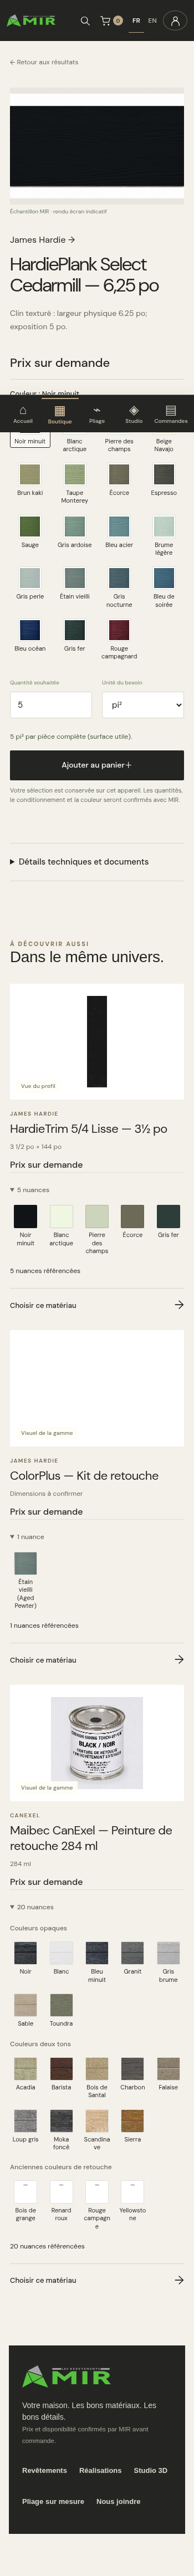 AMIR
0
FR
EN
← Retour aux résultats
Échantillon MIR · rendu écran indicatif
James Hardie →
HardiePlank Select
Cedarmill — 6,25 po
Clin texturé : largeur physique 6.25 po;
exposition 5 po.
Prix sur demande
Couleur : Noir minuit
Accueil
Boutique
Pliage
Studio
Commandes
Noir minuit
Blanc
arctique
Pierre des
champs
Beige
Navajo
Brun kaki
Taupe
Monterey
Écorce
Espresso
Sauge
Gris ardoise
Bleu acier
Brume
légère
Gris perle
Étain vieilli
Gris
nocturne
Bleu de
soirée
Bleu océan
Gris fer
Rouge
campagnard
Quantité souhaitée
Unité du besoin
5
pi²
5 pi² par pièce complète (surface utile).
Ajouter au panier +
Votre sélection est conservée sur cet appareil. Les quantités,
le conditionnement et la couleur seront confirmés avec MIR.
▶ Détails techniques et documents
À DÉCOUVRIR AUSSI
Dans le même univers.
Vue du profil
JAMES HARDIE
HardieTrim 5/4 Lisse — 3½ po
3 1/2 po × 144 po
Prix sur demande
▼ 5 nuances
Noir
minuit
Blanc
arctique
Pierre
des
champs
Écorce
Gris fer
5 nuances référencées
Choisir ce matériau →
Visuel de la gamme
JAMES HARDIE
ColorPlus — Kit de retouche
Dimensions à confirmer
Prix sur demande
▼ 1 nuance
Étain
vieilli
(Aged
Pewter)
1 nuances référencées
Choisir ce matériau →
BLACK / NOIR
Visuel de la gamme
CANEXEL
Maibec CanExel — Peinture de
retouche 284 ml
284 ml
Prix sur demande
▼ 20 nuances
Couleurs opaques
Noir
Blanc
Bleu
minuit
Granit
Gris
brume
Sable
Toundra
Couleurs deux tons
Acadia
Barista
Bois de
Santal
Charbon
Falaise
Loup gris
Moka
foncé
Scandina
ve
Sierra
Anciennes couleurs de retouche
Bois de
grange
Renard
roux
Rouge
campagn
e
Yellowsto
ne
20 nuances référencées
Choisir ce matériau →
AMIR
Votre maison. Les bons matériaux. Les
bons détails.
Prix et disponibilité confirmés par MIR avant
commande.
Revêtements
Réalisations
Studio 3D
Pliage sur mesure
Nous joindre